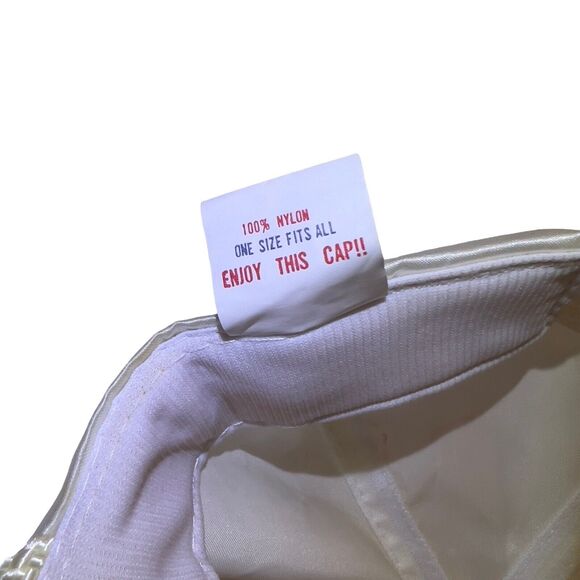 100% NYLON
ONE SIZE FITS ALL
ENJOY THIS CAP!!